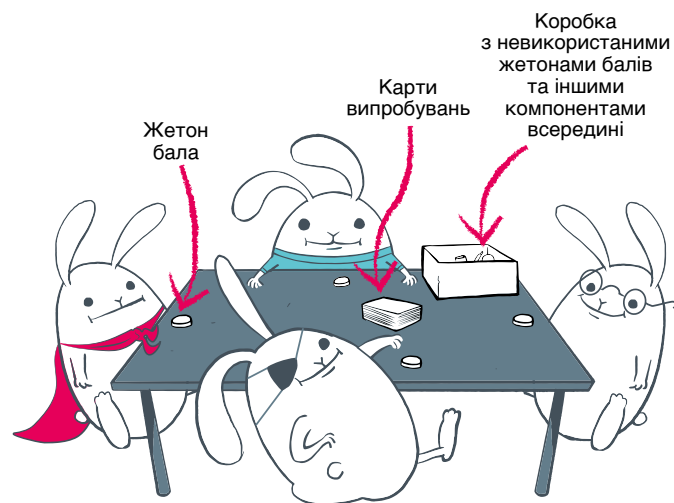 Жетон
бала
Карти
випробувань
Коробка
з невикористаними
жетонами балів
та іншими
компонентами
всередині